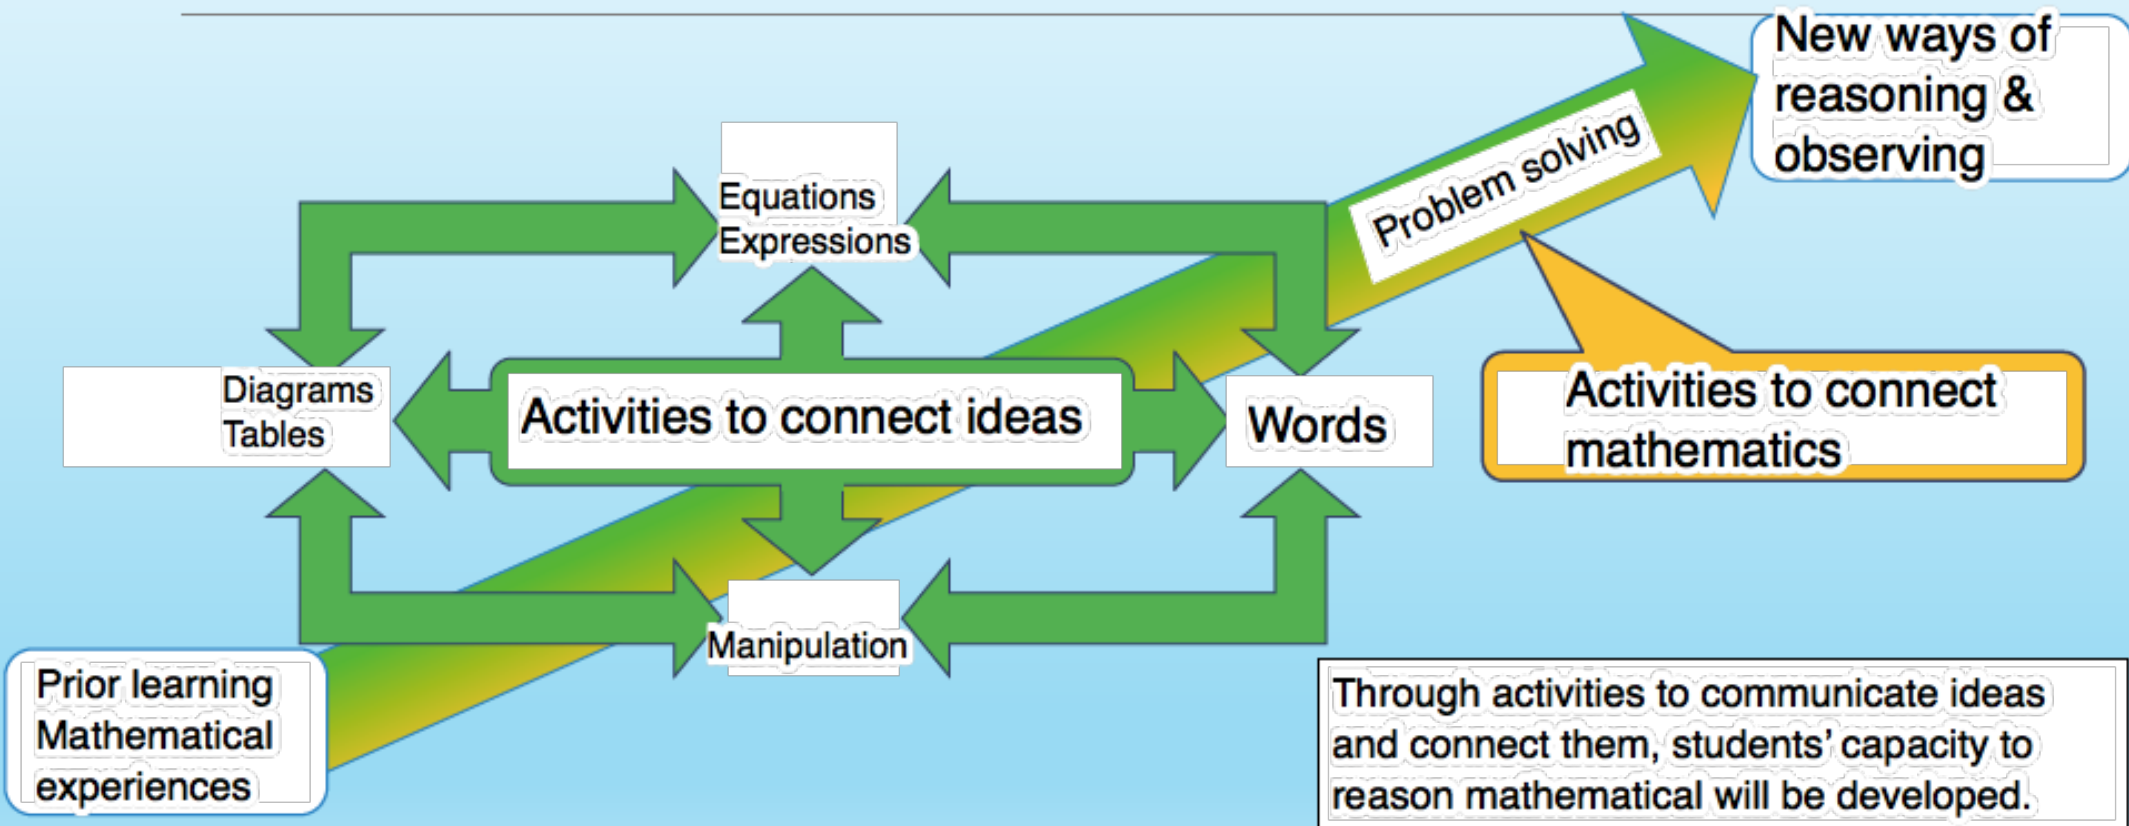 New ways of
reasoning &
observing
Problem solving
Equations
Expressions
Diagrams
Tables
Activities to connect ideas
Words
Activities to connect
mathematics
Manipulation
Prior learning
Mathematical
experiences
Through activities to communicate ideas
and connect them, students’ capacity to
reason mathematical will be developed.